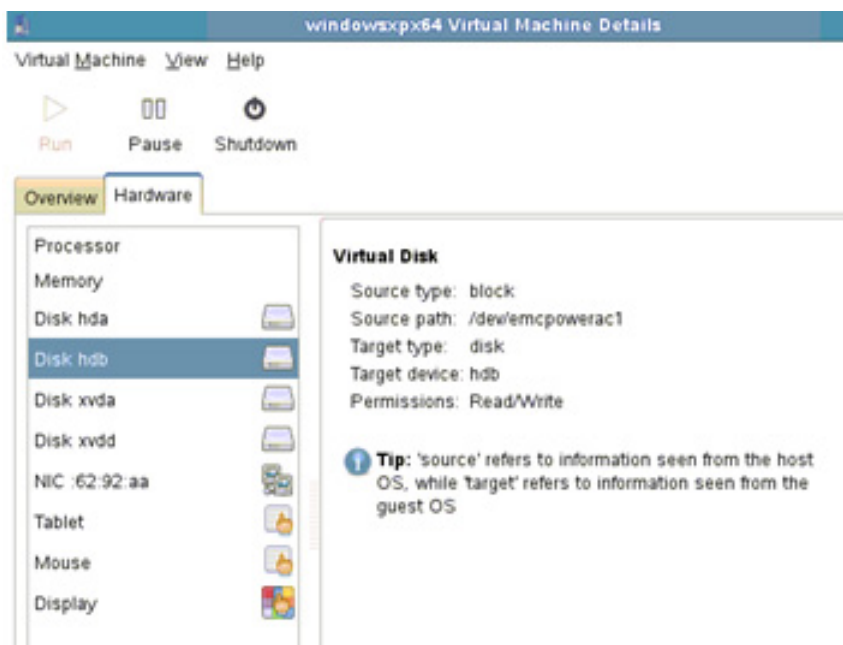 windowsxpx64 Virtual Machine Details
Virtual Machine View Help
Run Pause Shutdown
Overview Hardware
Processor
Memory
Disk hda
Disk hdb
Disk xvda
Disk xvdd
NIC :62:92:aa
Tablet
Mouse
Display
Virtual Disk
Source type: block
Source path: /dev/emcpowerac1
Target type: disk
Target device: hdb
Permissions: Read/Write
Tip: 'source' refers to information seen from the host
OS, while 'target' refers to information seen from the
guest OS